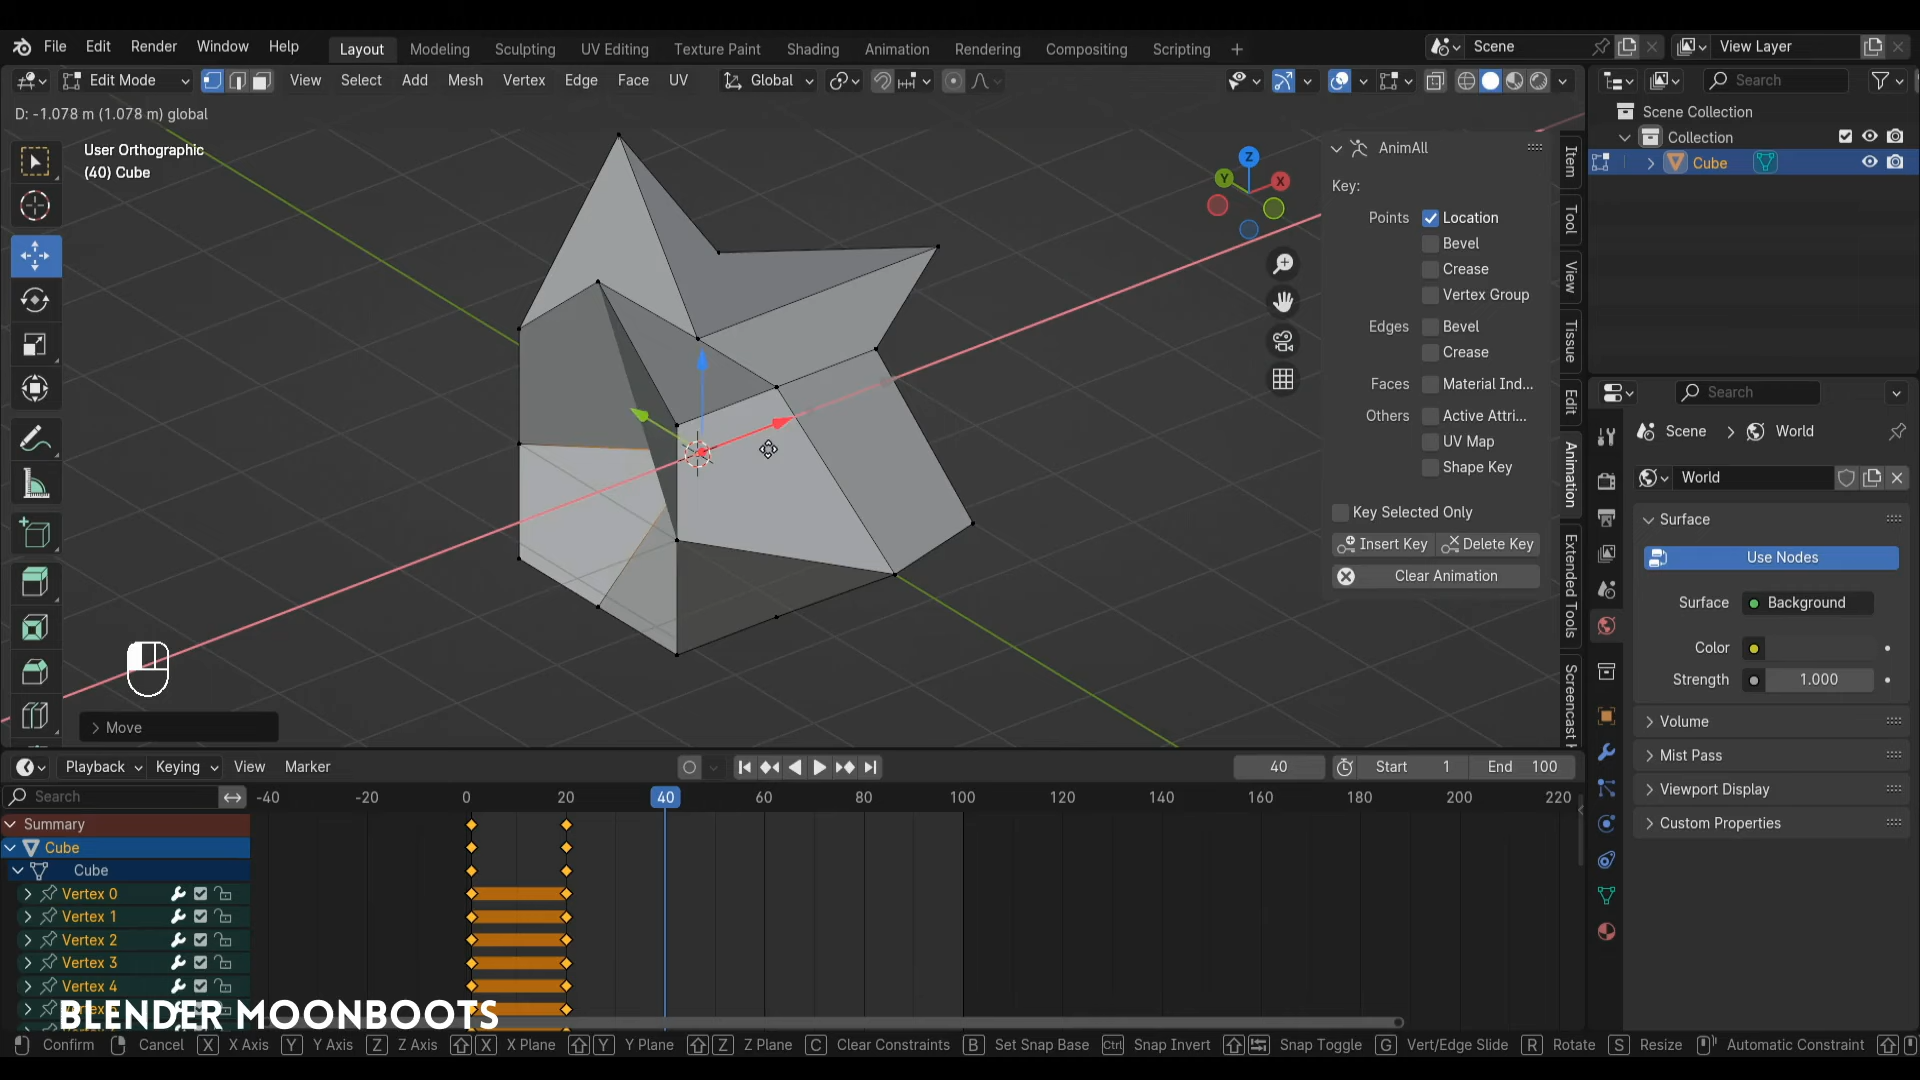 File Edit Render Window Help Layout Modeling Sculpting UV Editing Texture Paint Shading Animation Rendering Compositing Scripting + Scene View Layer
Edit Mode View Select Add Mesh Vertex Edge Face UV Global Search
D: -1.078 m (1.078 m) global
User Orthographic
(40) Cube
Z
Y
X
AnimAll
Key:
Points Location
Bevel
Crease
Vertex Group
Edges Bevel
Crease
Faces Material Ind...
Others Active Attri...
UV Map
Shape Key
Key Selected Only
Insert Key Delete Key
Clear Animation
Item
Tool
View
Tissue
Edit
Animation
Extended Tools
Scene Collection
Collection
Cube
Search
Scene > World
World
Surface
Use Nodes
Surface Background
Color
Strength 1.000
Volume
Mist Pass
Viewport Display
Custom Properties
> Move
Playback Keying View Marker 40 Start 1 End 100
Search -40 -20 0 20 40 60 80 100 120 140 160 180 200 220
Summary
Cube
Cube
Vertex 0
Vertex 1
Vertex 2
Vertex 3
Vertex 4
BLENDER MOONBOOTS
Confirm Cancel X X Axis Y Y Axis Z Z Axis X X Plane Y Y Plane Z Z Plane C Clear Constraints B Set Snap Base Ctrl Snap Invert Snap Toggle G Vert/Edge Slide R Rotate S Resize Automatic Constraint